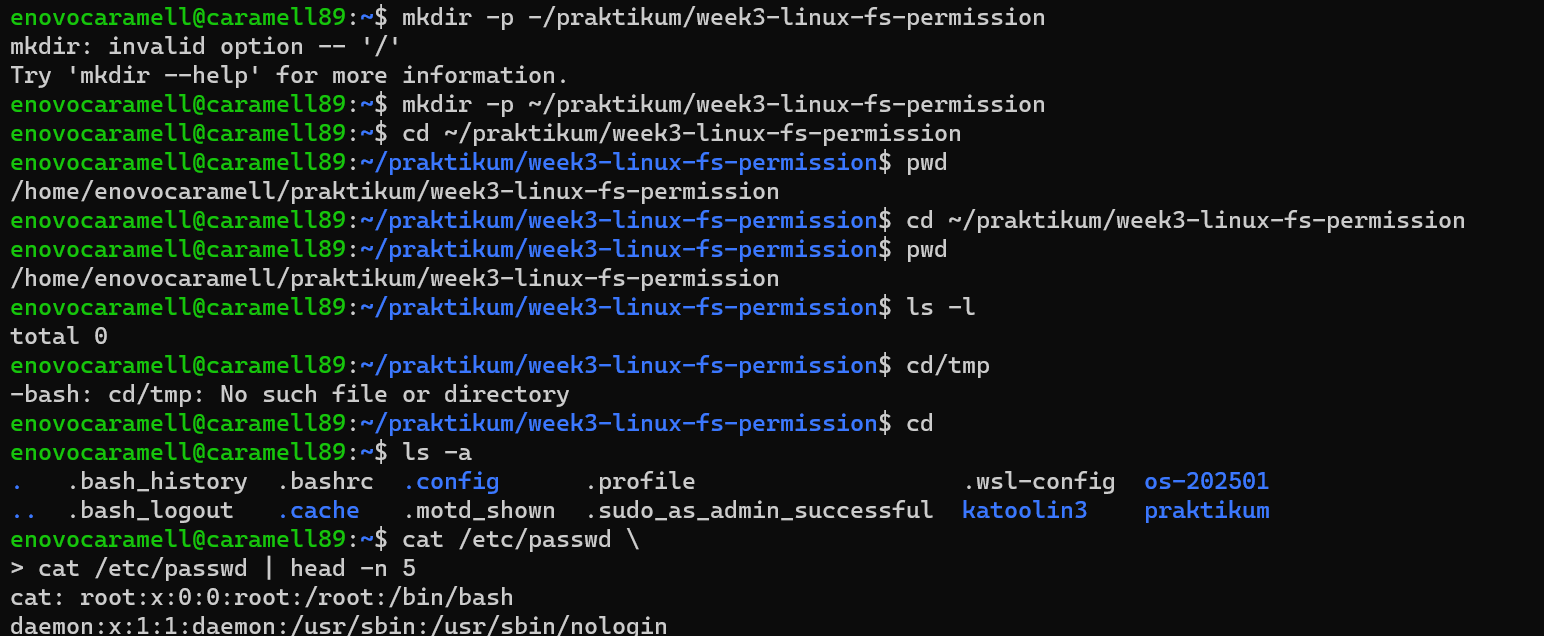 enovocaramell@caramell89:~$ mkdir -p -/praktikum/week3-linux-fs-permission
mkdir: invalid option -- '/'
Try 'mkdir --help' for more information.
enovocaramell@caramell89:~$ mkdir -p ~/praktikum/week3-linux-fs-permission
enovocaramell@caramell89:~$ cd ~/praktikum/week3-linux-fs-permission
enovocaramell@caramell89:~/praktikum/week3-linux-fs-permission$ pwd
/home/enovocaramell/praktikum/week3-linux-fs-permission
enovocaramell@caramell89:~/praktikum/week3-linux-fs-permission$ cd ~/praktikum/week3-linux-fs-permission
enovocaramell@caramell89:~/praktikum/week3-linux-fs-permission$ pwd
/home/enovocaramell/praktikum/week3-linux-fs-permission
enovocaramell@caramell89:~/praktikum/week3-linux-fs-permission$ ls -l
total 0
enovocaramell@caramell89:~/praktikum/week3-linux-fs-permission$ cd/tmp
-bash: cd/tmp: No such file or directory
enovocaramell@caramell89:~/praktikum/week3-linux-fs-permission$ cd
enovocaramell@caramell89:~$ ls -a
.   .bash_history  .bashrc  .config      .profile                   .wsl-config  os-202501
..  .bash_logout   .cache   .motd_shown  .sudo_as_admin_successful  katoolin3    praktikum
enovocaramell@caramell89:~$ cat /etc/passwd \
> cat /etc/passwd | head -n 5
cat: root:x:0:0:root:/root:/bin/bash
daemon:x:1:1:daemon:/usr/sbin:/usr/sbin/nologin